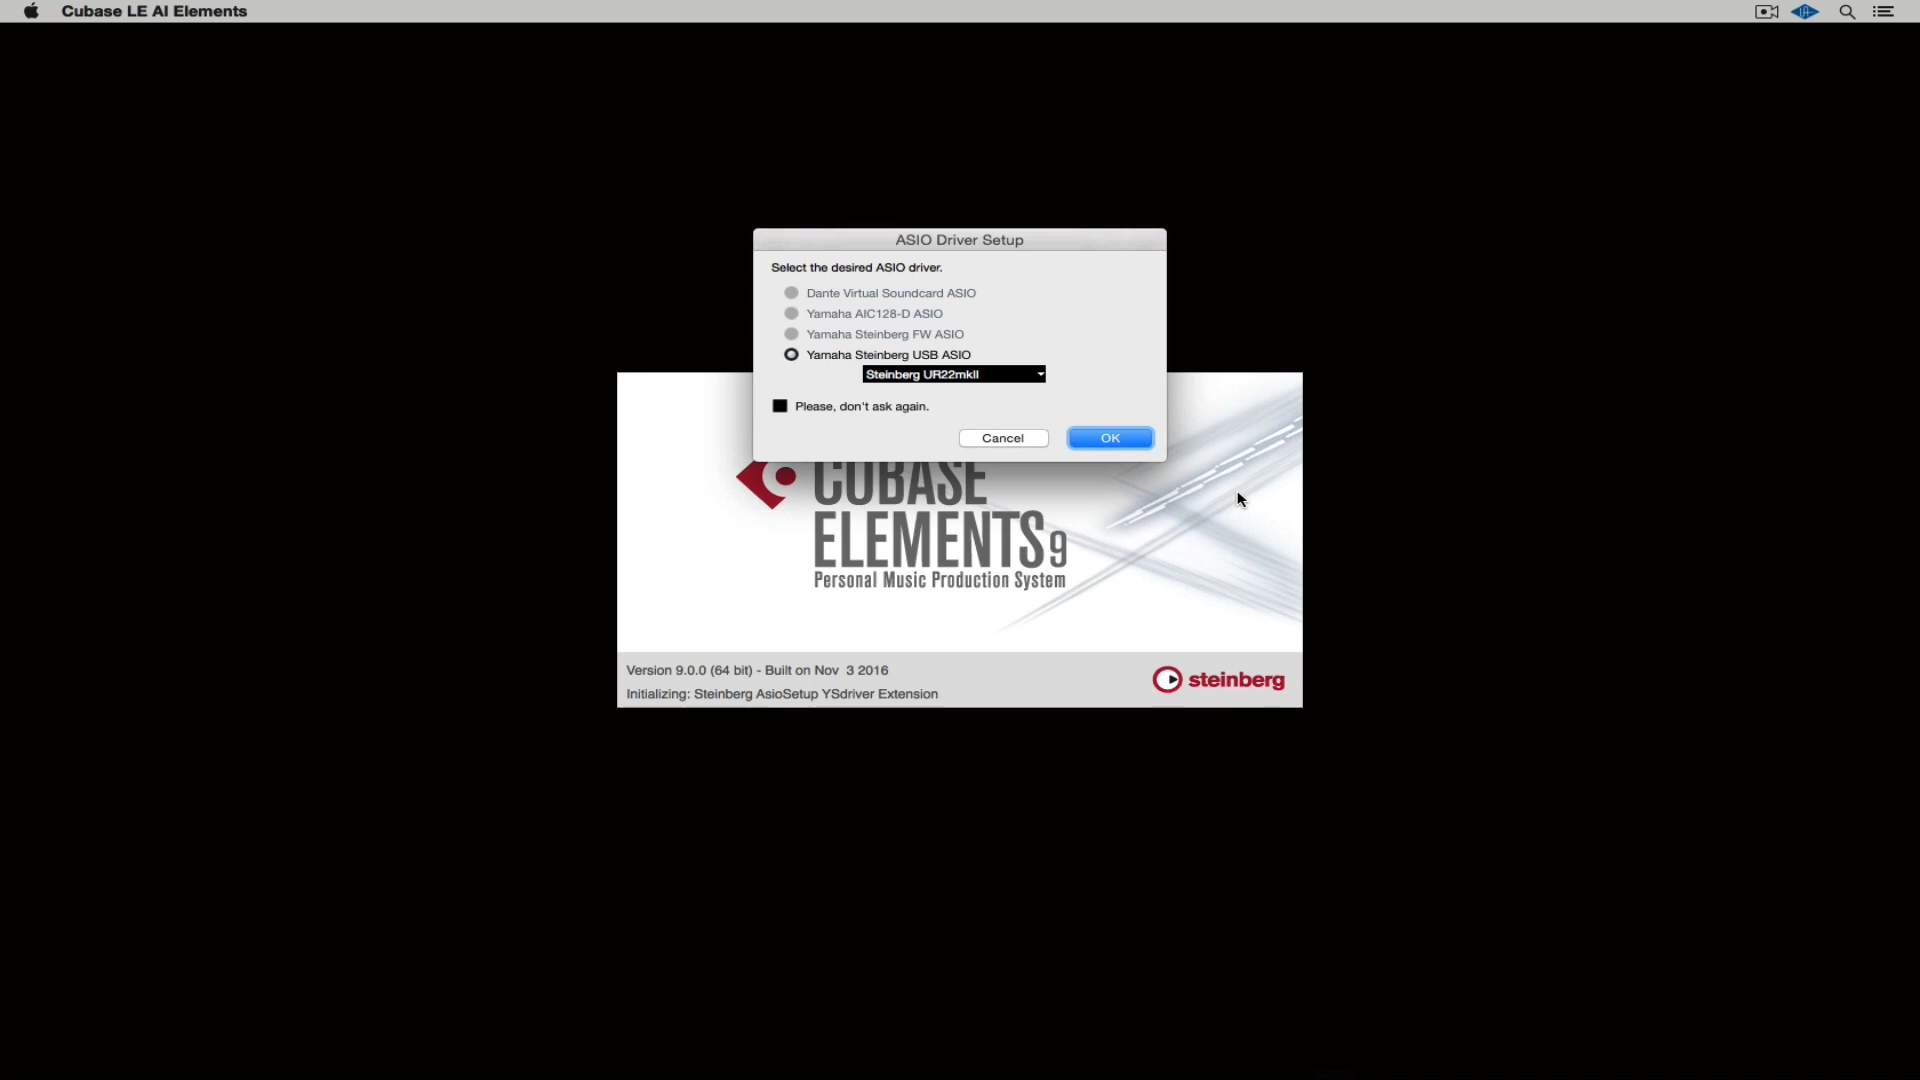 Cubase LE AI Elements
ASIO Driver Setup
Select the desired ASIO driver.
Dante Virtual Soundcard ASIO
Yamaha AIC128-D ASIO
Yamaha Steinberg FW ASIO
Yamaha Steinberg USB ASIO
Steinberg UR22mkII
Please, don't ask again.
Cancel
OK
CUBASE
ELEMENTS 9
Personal Music Production System
Version 9.0.0 (64 bit) - Built on Nov 3 2016
Initializing: Steinberg AsioSetup YSdriver Extension
steinberg